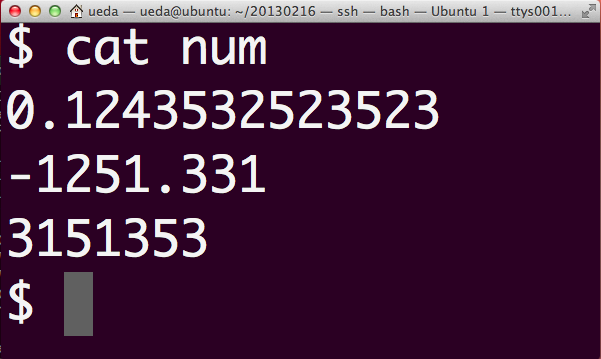 ueda — ueda@ubuntu: ~/20130216 — ssh — bash — Ubuntu 1 — ttys001...
$ cat num
0.1243532523523
-1251.331
3151353
$